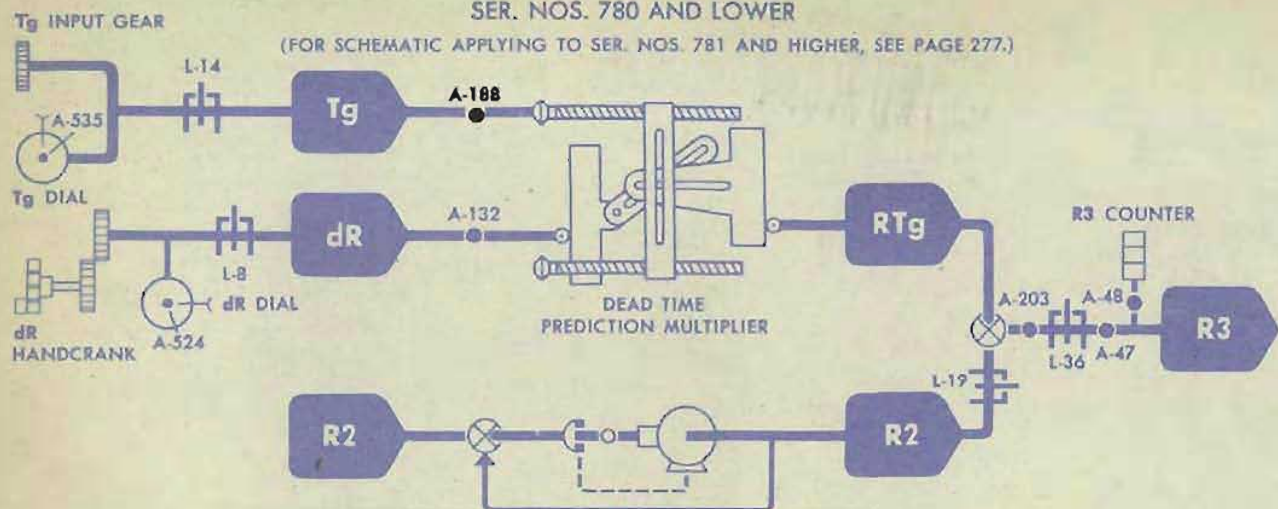 SER. NOS. 780 AND LOWER
(FOR SCHEMATIC APPLYING TO SER. NOS. 781 AND HIGHER, SEE PAGE 277.)
Tg INPUT GEAR
L-14
Tg
A-188
A-535
Tg DIAL
L-8
dR
A-132
dR DIAL
A-524
dR
HANDCRANK
DEAD TIME
PREDICTION MULTIPLIER
RTg
R3 COUNTER
A-203
A-48
L-36
A-47
R3
L-19
R2
R2